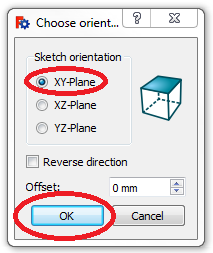 Choose orient... ?
Sketch orientation
XY-Plane
XZ-Plane
YZ-Plane
Reverse direction
Offset: 0 mm
OK Cancel